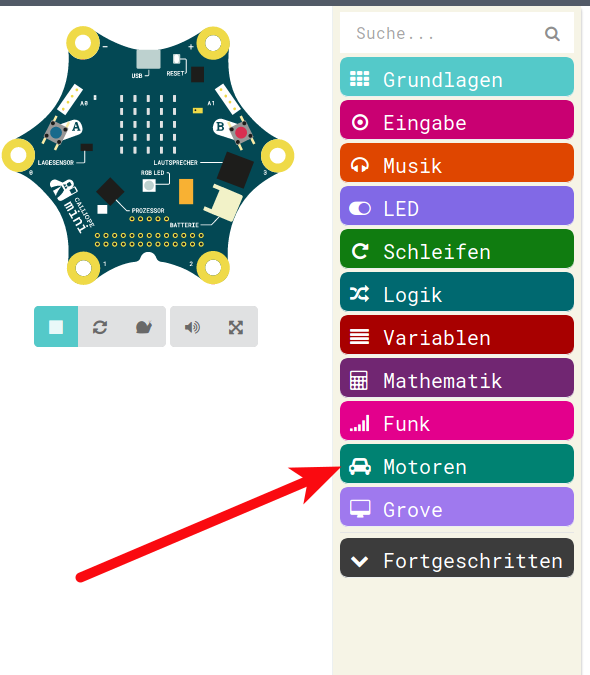 Suche...
USB
RESET
A0
A1
A
B
LAGESENSOR
LAUTSPRECHER
0
3
RGB LED
CALLIOPE
mini
PROZESSOR
BATTERIE
1
2
Grundlagen
Eingabe
Musik
LED
Schleifen
Logik
Variablen
Mathematik
Funk
Motoren
Grove
Fortgeschritten